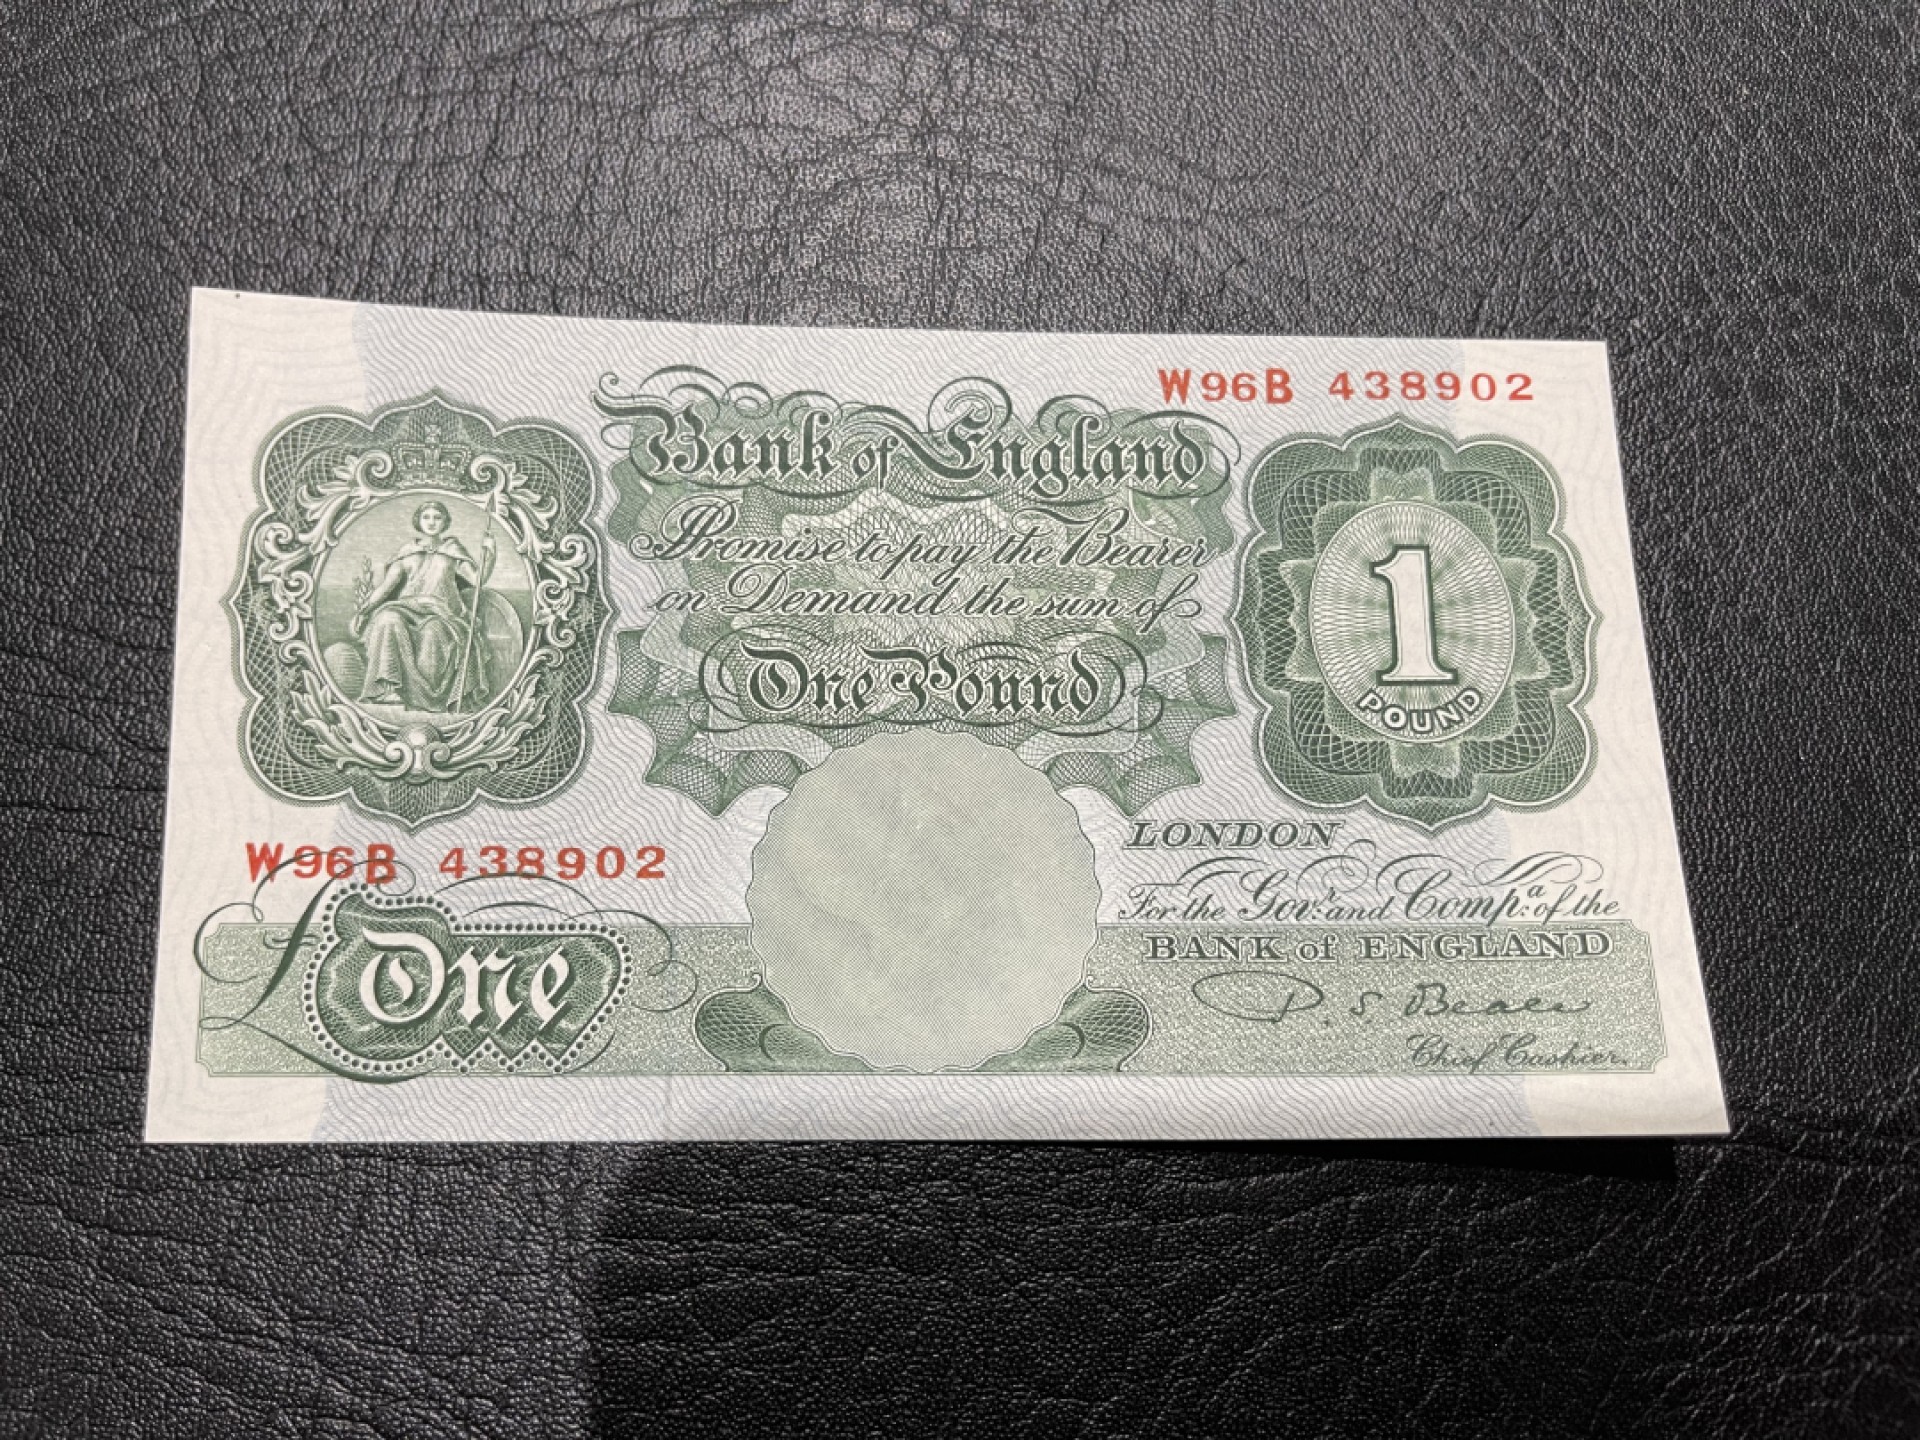 W96B 438902
Bank of England
Promise to pay the Bearer
on Demand the sum of
One Pound
1
POUND
W96B 438902
£One
LONDON
For the Govr. and Compa. of the
BANK of ENGLAND
P. S. Beale
Chief Cashier.